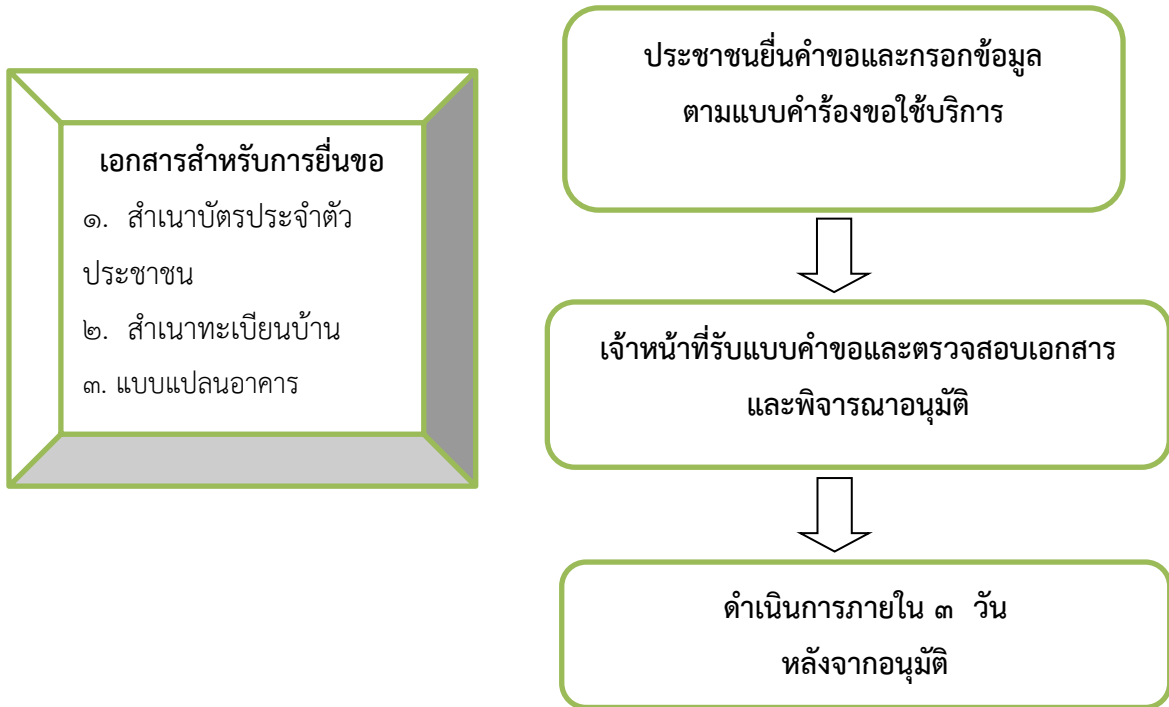 เอกสารสำหรับการยื่นขอ
๑. สำเนาบัตรประจำตัว
ประชาชน
๒. สำเนาทะเบียนบ้าน
๓. แบบแปลนอาคาร
ประชาชนยื่นคำขอและกรอกข้อมูล
ตามแบบคำร้องขอใช้บริการ
เจ้าหน้าที่รับแบบคำขอและตรวจสอบเอกสาร
และพิจารณาอนุมัติ
ดำเนินการภายใน ๓ วัน
หลังจากอนุมัติ